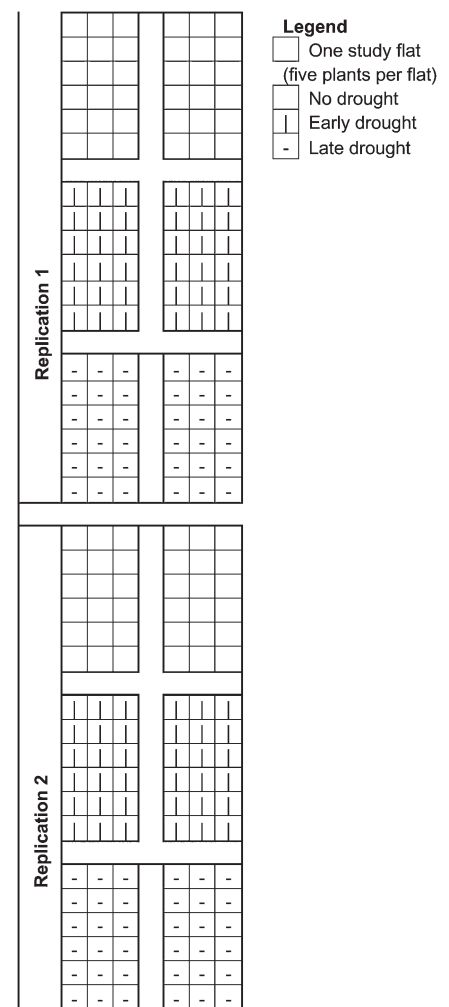 Legend
One study flat
(five plants per flat)
No drought
| Early drought
- Late drought
Replication 1
Replication 2